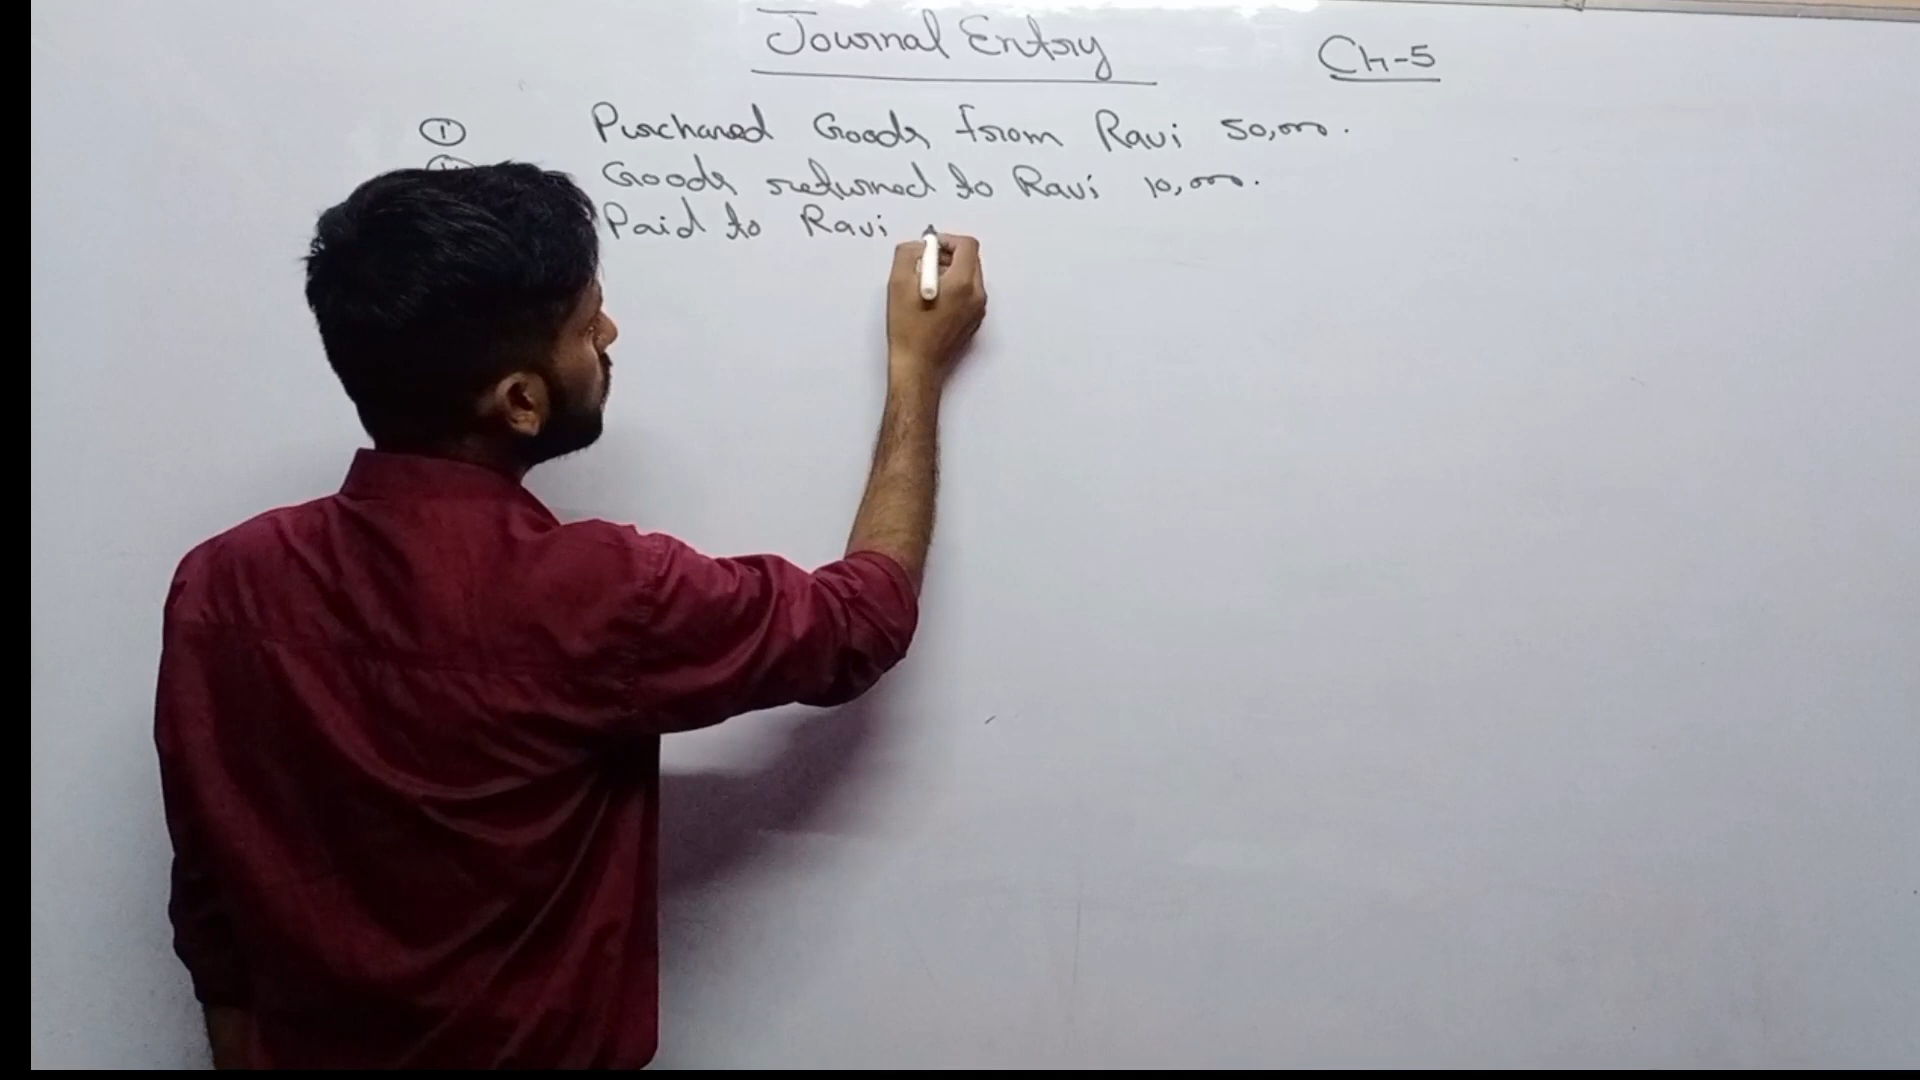 Journal Entry
Ch-5
① Purchased Goods from Ravi 50,000.
Goods returned to Ravi 10,000.
Paid to Ravi